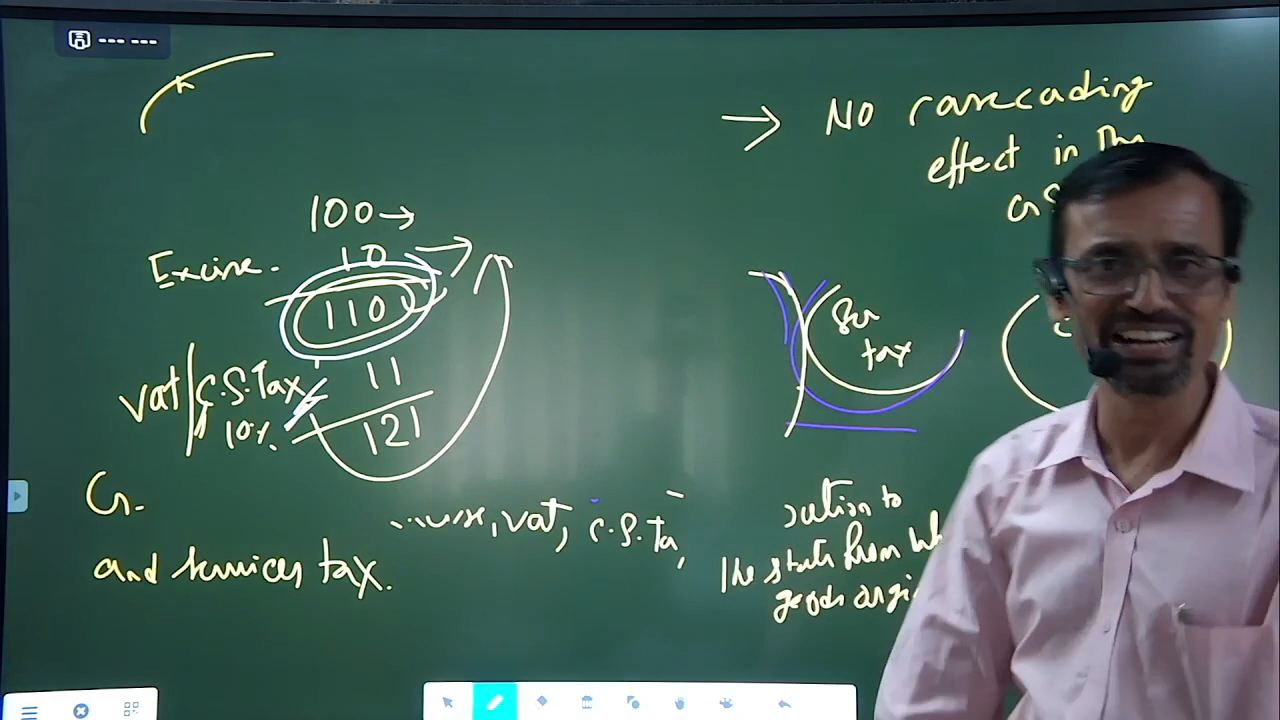 → NO cascading
effect in the
100 →
Excise. 10 →
110
vat/C.S.Tax 11
10%. 121
Ser
tax
G.
vat, C.S.Ta,
and services tax.
to
the state from
goods